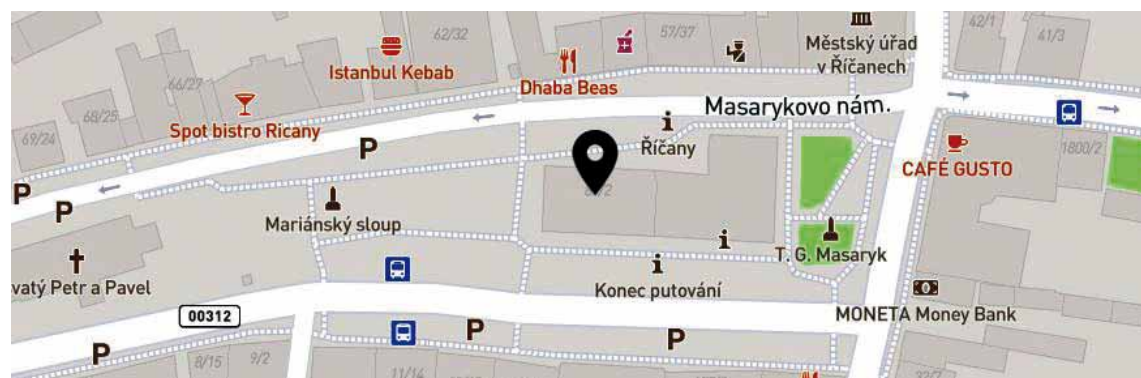 62/32
57/37
Městský úřad
v Říčanech
42/1
41/3
Istanbul Kebab
66/27
Dhaba Beas
Masarykovo nám.
68/25
69/24
Spot bistro Ricany
P
i
Říčany
CAFÉ GUSTO
1800/2
P
P
Mariánský sloup
i
T. G. Masaryk
vatý Petr a Pavel
i
Konec putování
00312
MONETA Money Bank
P
P
P
8/15
9/2
11/14